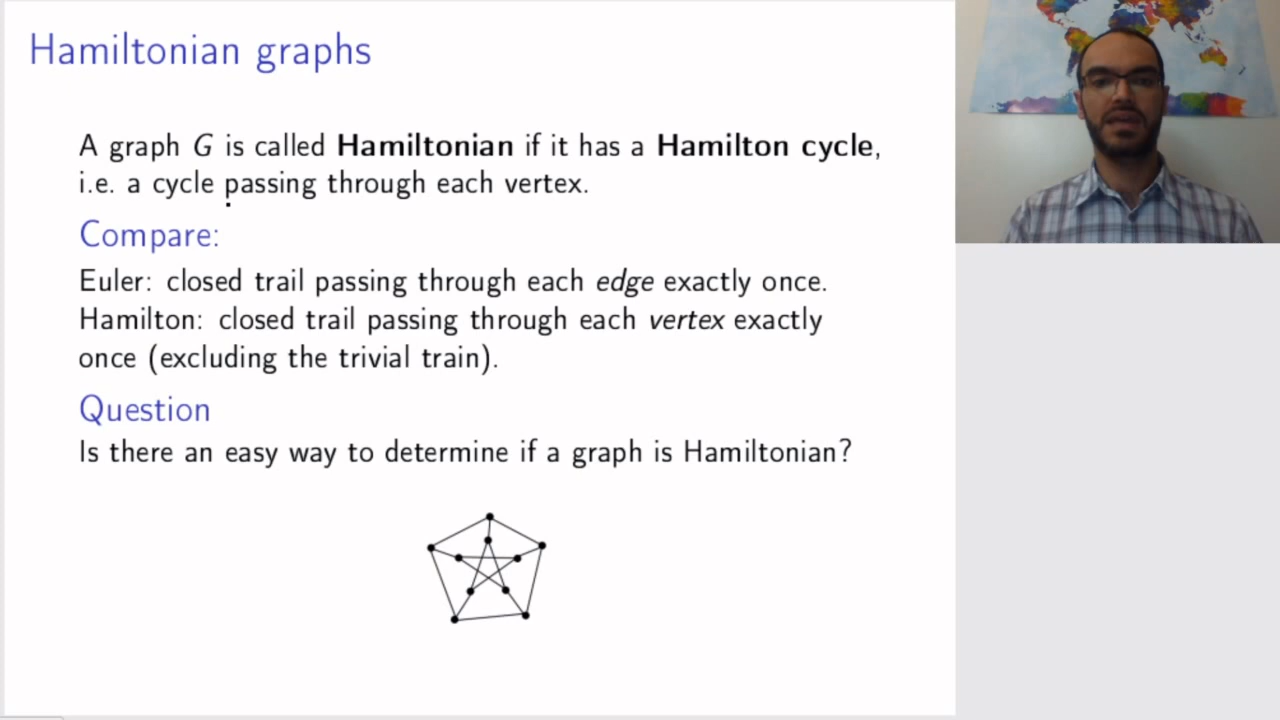 Hamiltonian graphs
A graph G is called Hamiltonian if it has a Hamilton cycle,
i.e. a cycle passing through each vertex.
Compare:
Euler: closed trail passing through each edge exactly once.
Hamilton: closed trail passing through each vertex exactly
once (excluding the trivial train).
Question
Is there an easy way to determine if a graph is Hamiltonian?